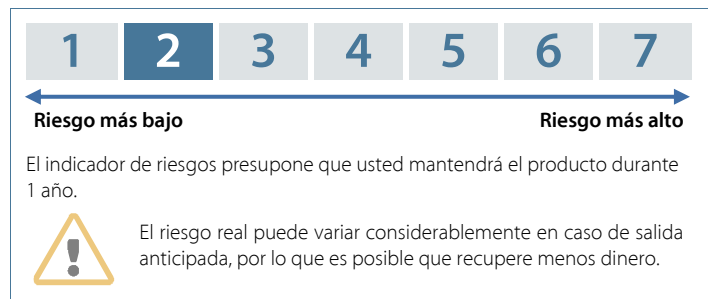 1 2 3 4 5 6 7
Riesgo más bajo Riesgo más alto
El indicador de riesgos presupone que usted mantendrá el producto durante
1 año.
El riesgo real puede variar considerablemente en caso de salida
anticipada, por lo que es posible que recupere menos dinero.